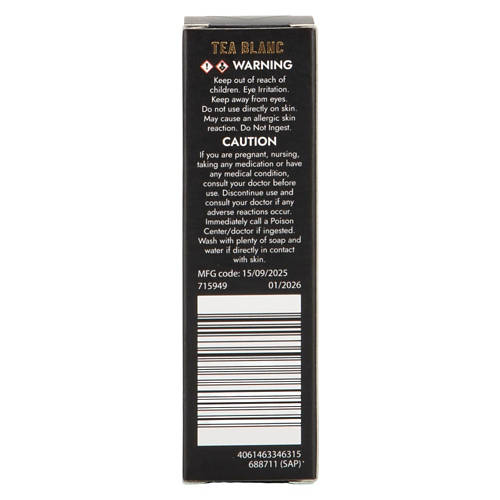 TEA BLANC
WARNING
Keep out of reach of
children. Eye Irritation.
Keep away from eyes.
Do not use directly on skin.
May cause an allergic skin
reaction. Do Not Ingest.
CAUTION
If you are pregnant, nursing,
taking any medication or have
any medical condition,
consult your doctor before
use. Discontinue use and
consult your doctor if any
adverse reactions occur.
Immediately call a Poison
Center/doctor if ingested.
Wash with plenty of soap and
water if directly in contact
with skin.
MFG code: 15/09/2025
715949 01/2026
4061463346315
688711 (SAP)